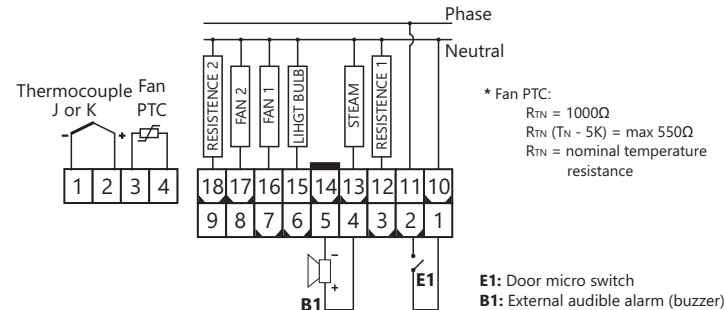 Phase
Neutral
Thermocouple
J or K
Fan
PTC
- +
RESISTENCE 2
FAN 2
FAN 1
LIHGT BULB
STEAM
RESISTENCE 1
1 2 3 4
18 17 16 15 14 13 12 11 10
9 8 7 6 5 4 3 2 1
-
+
B1
E1
* Fan PTC:
RTN = 1000Ω
RTN (TN - 5K) = max 550Ω
RTN = nominal temperature
resistance
E1: Door micro switch
B1: External audible alarm (buzzer)